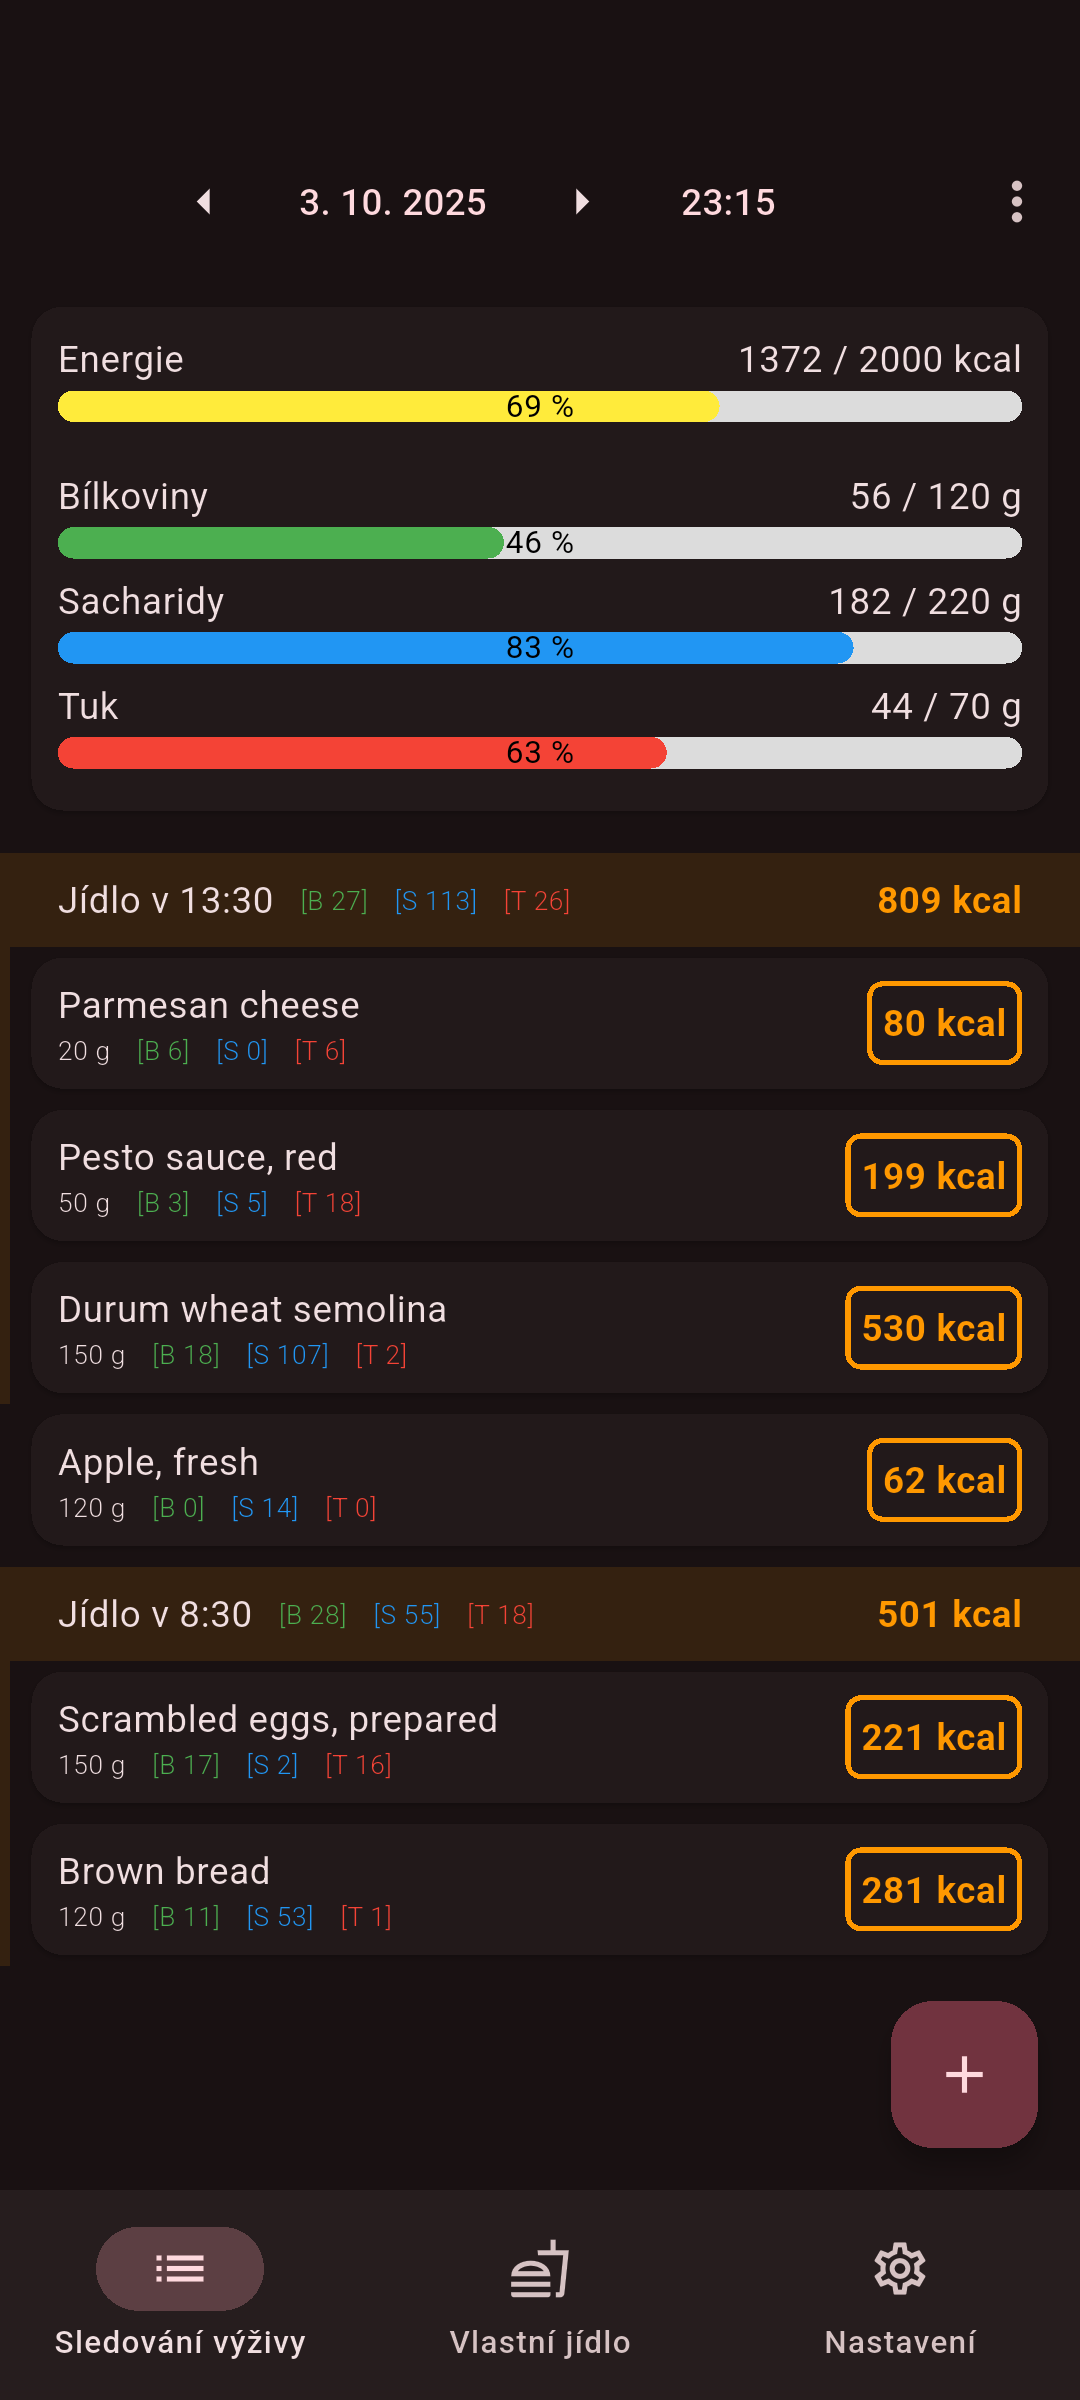 3. 10. 2025 23:15
Energie 1372 / 2000 kcal
69 %
Bílkoviny 56 / 120 g
46 %
Sacharidy 182 / 220 g
83 %
Tuk 44 / 70 g
63 %
Jídlo v 13:30 [B 27] [S 113] [T 26] 809 kcal
Parmesan cheese
20 g [B 6] [S 0] [T 6]
80 kcal
Pesto sauce, red
50 g [B 3] [S 5] [T 18]
199 kcal
Durum wheat semolina
150 g [B 18] [S 107] [T 2]
530 kcal
Apple, fresh
120 g [B 0] [S 14] [T 0]
62 kcal
Jídlo v 8:30 [B 28] [S 55] [T 18] 501 kcal
Scrambled eggs, prepared
150 g [B 17] [S 2] [T 16]
221 kcal
Brown bread
120 g [B 11] [S 53] [T 1]
281 kcal
Sledování výživy Vlastní jídlo Nastavení